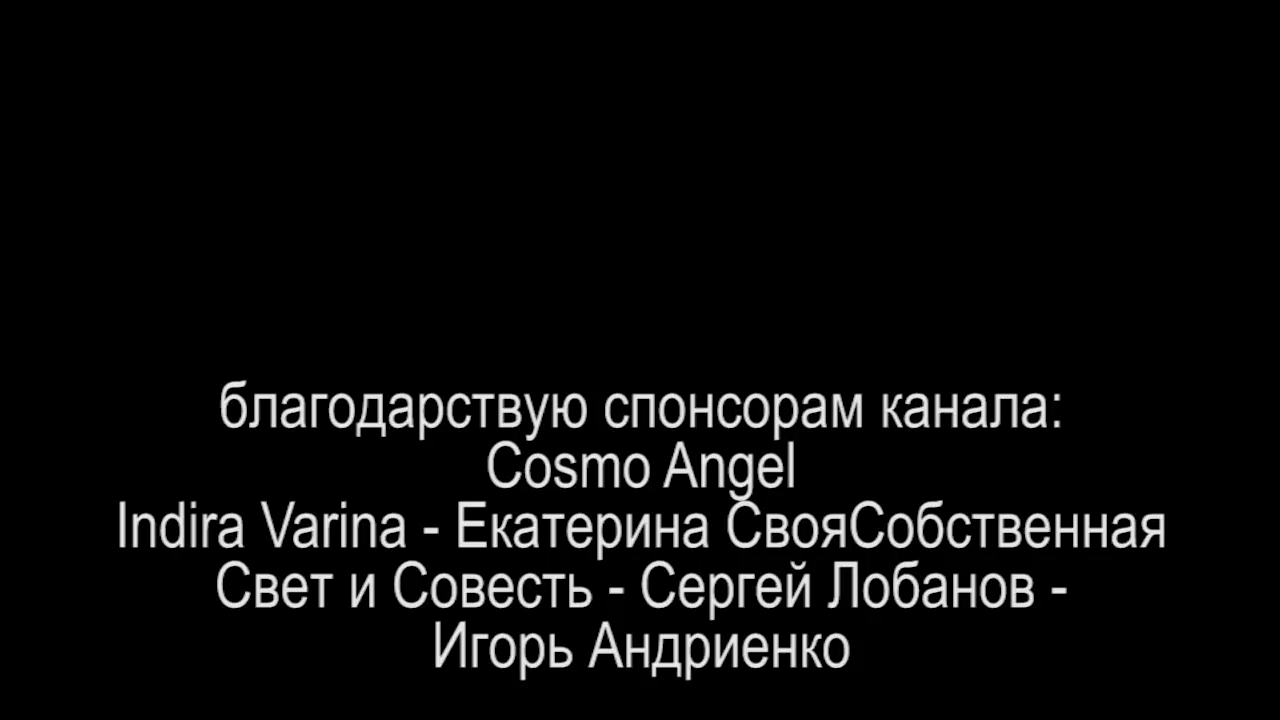 благодарствую спонсорам канала:
Cosmo Angel
Indira Varina - Екатерина СвояСобственная
Свет и Совесть - Сергей Лобанов -
Игорь Андриенко